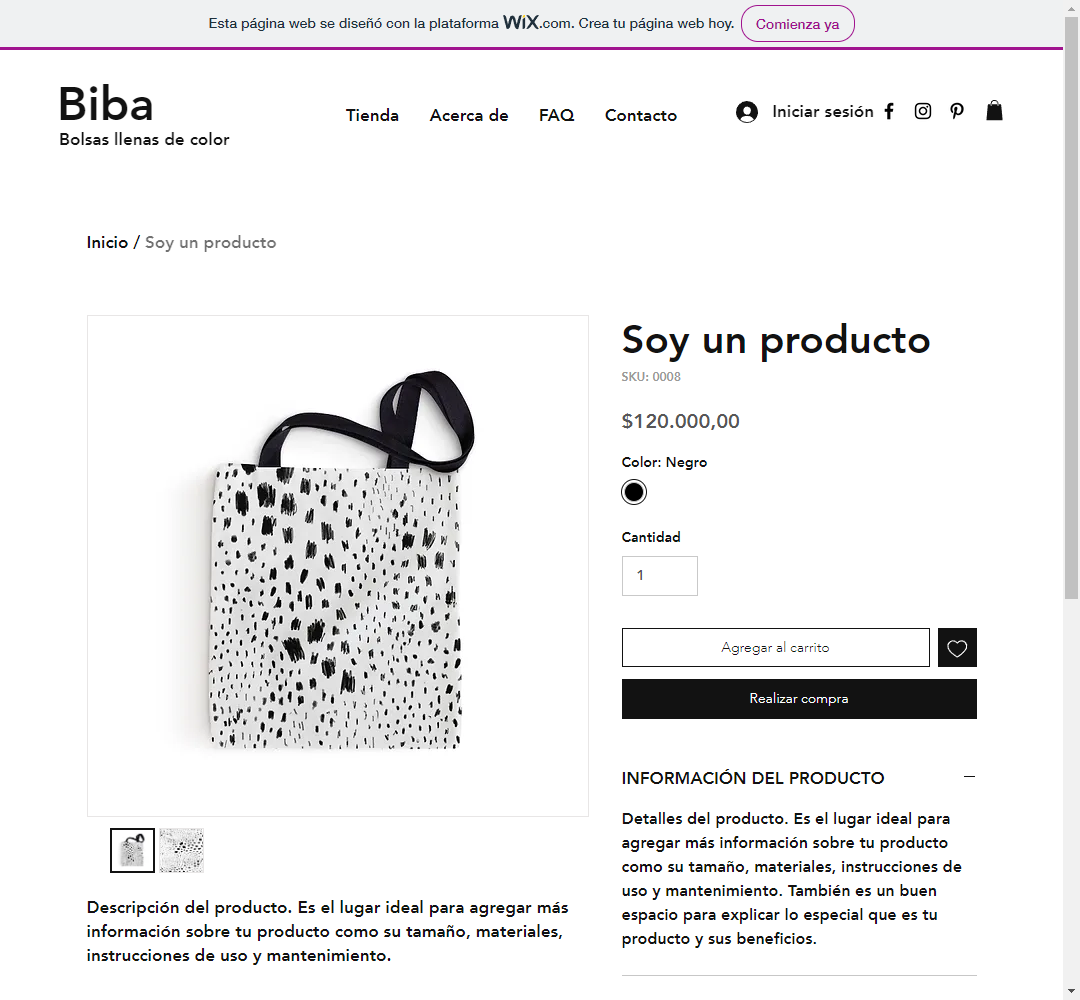 Esta página web se diseñó con la plataforma WiX.com. Crea tu página web hoy. Comienza ya
Biba
Bolsas llenas de color
Tienda Acerca de FAQ Contacto Iniciar sesión
Inicio / Soy un producto
Soy un producto
SKU: 0008
$120.000,00
Color: Negro
Cantidad
1
Agregar al carrito
Realizar compra
INFORMACIÓN DEL PRODUCTO
Detalles del producto. Es el lugar ideal para
agregar más información sobre tu producto
como su tamaño, materiales, instrucciones de
uso y mantenimiento. También es un buen
espacio para explicar lo especial que es tu
producto y sus beneficios.
Descripción del producto. Es el lugar ideal para agregar más
información sobre tu producto como su tamaño, materiales,
instrucciones de uso y mantenimiento.